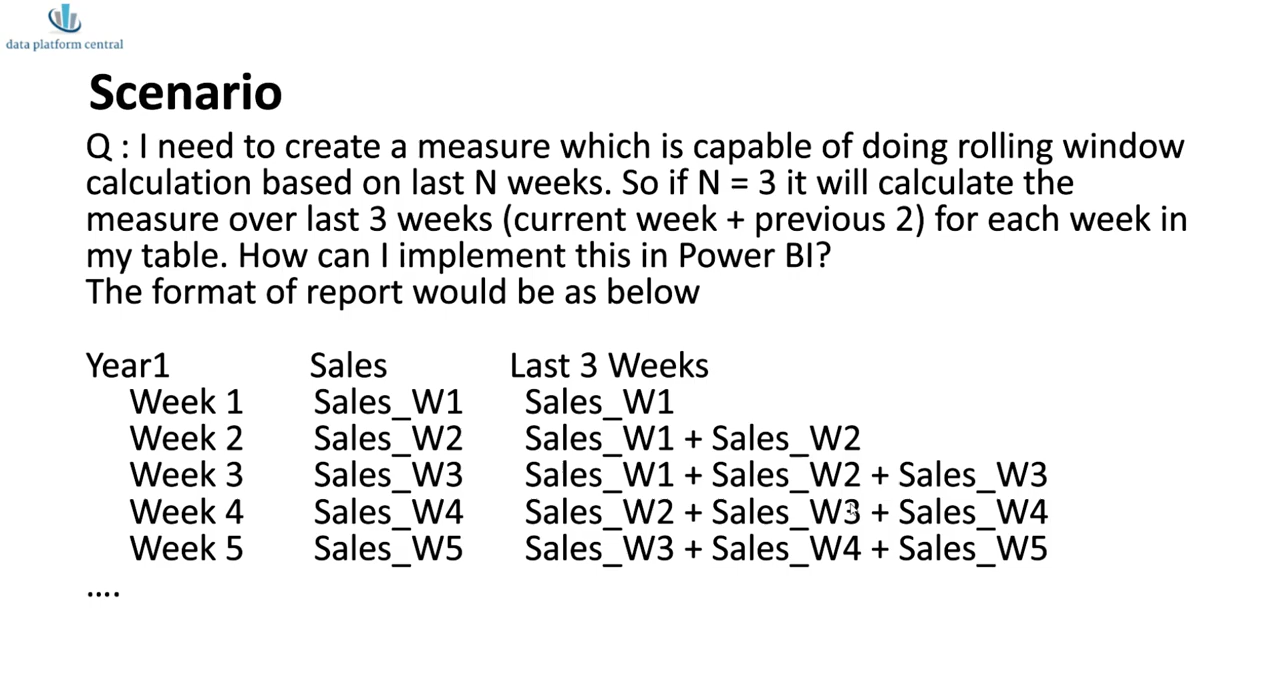 data platform central
Scenario
Q : I need to create a measure which is capable of doing rolling window
calculation based on last N weeks. So if N = 3 it will calculate the
measure over last 3 weeks (current week + previous 2) for each week in
my table. How can I implement this in Power BI?
The format of report would be as below
Year1 Sales Last 3 Weeks
Week 1 Sales_W1 Sales_W1
Week 2 Sales_W2 Sales_W1 + Sales_W2
Week 3 Sales_W3 Sales_W1 + Sales_W2 + Sales_W3
Week 4 Sales_W4 Sales_W2 + Sales_W3 + Sales_W4
Week 5 Sales_W5 Sales_W3 + Sales_W4 + Sales_W5
....